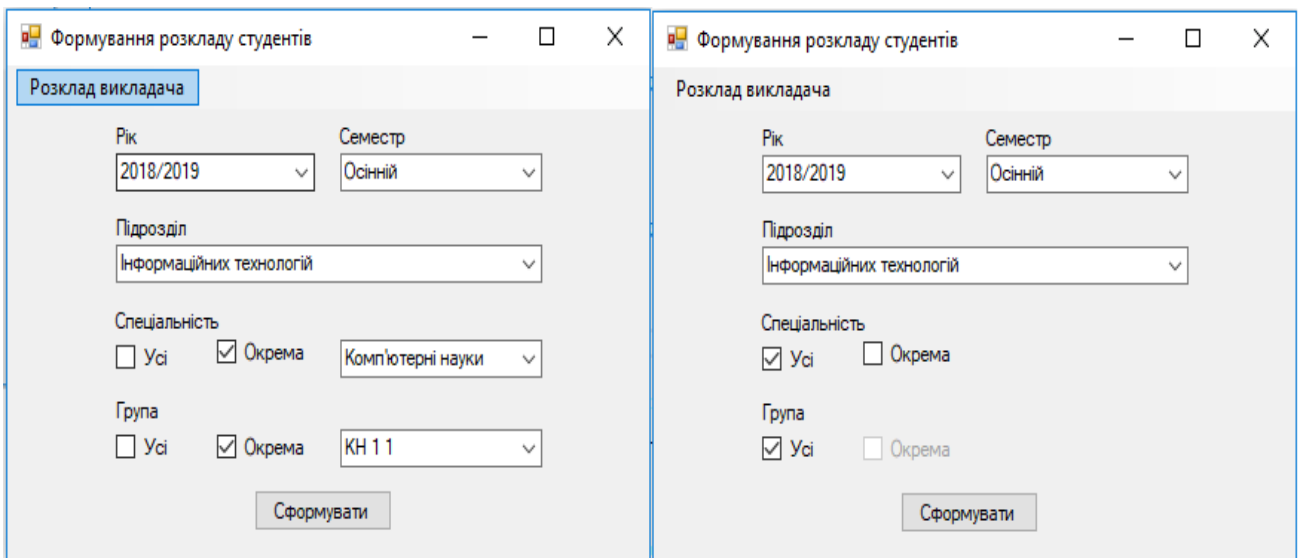 Формування розкладу студентів
Розклад викладача
Рік Семестр
2018/2019 Осінній
Підрозділ
Інформаційних технологій
Спеціальність
Усі Окрема Комп'ютерні науки
Група
Усі Окрема КН 1 1
Сформувати
Формування розкладу студентів
Розклад викладача
Рік Семестр
2018/2019 Осінній
Підрозділ
Інформаційних технологій
Спеціальність
Усі Окрема
Група
Усі Окрема
Сформувати